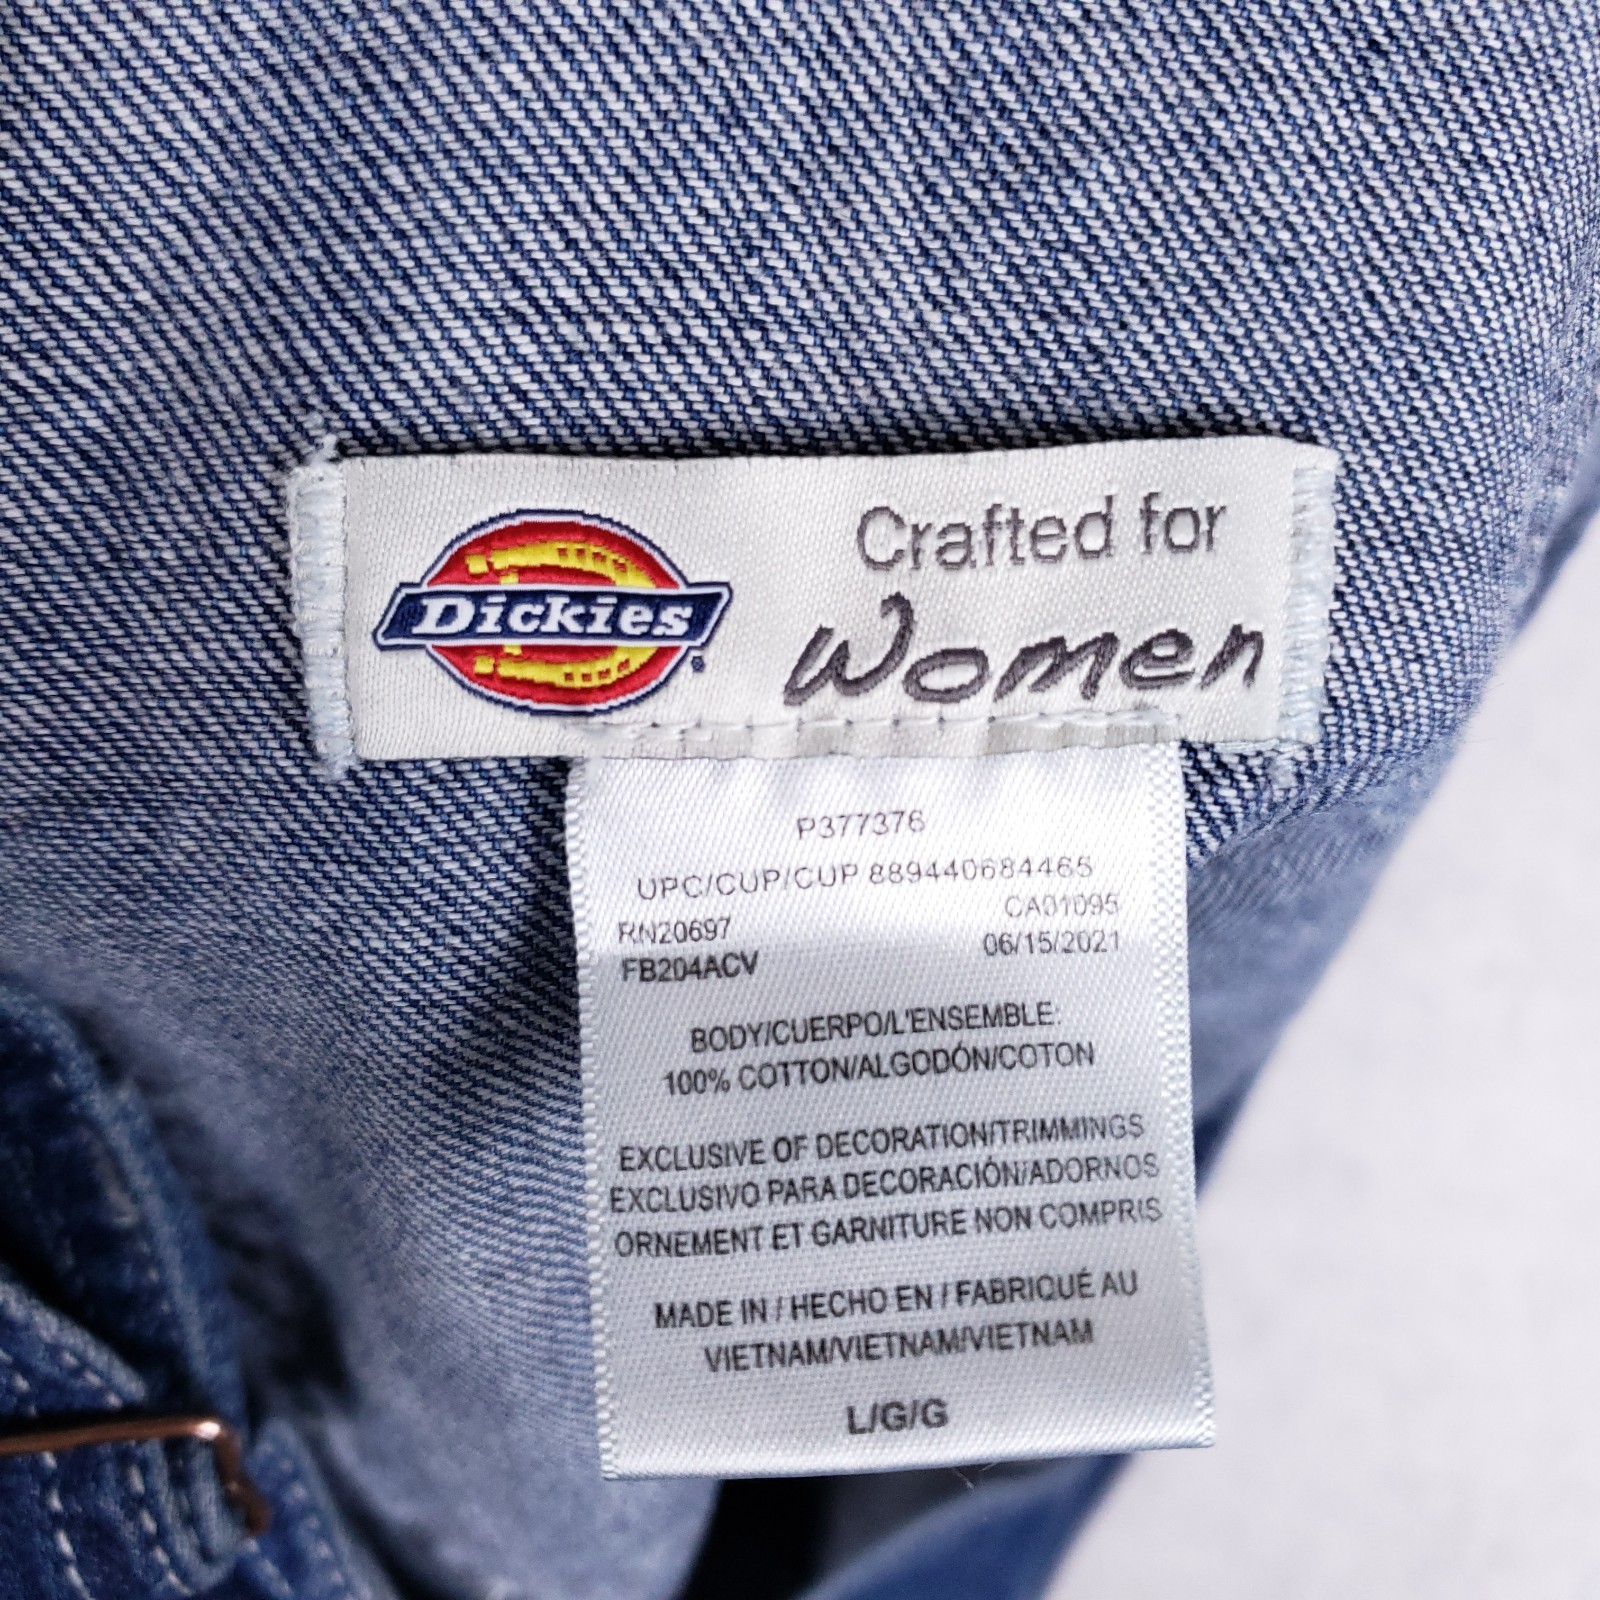 Dickies®
Crafted for
Women
P377376
UPC/CUP/CUP 889440684465
RN20697 CA01095
FB204ACV 06/15/2021
BODY/CUERPO/L'ENSEMBLE:
100% COTTON/ALGODÓN/COTON
EXCLUSIVE OF DECORATION/TRIMMINGS
EXCLUSIVO PARA DECORACIÓN/ADORNOS
ORNEMENT ET GARNITURE NON COMPRIS
MADE IN / HECHO EN / FABRIQUÉ AU
VIETNAM/VIETNAM/VIETNAM
L/G/G